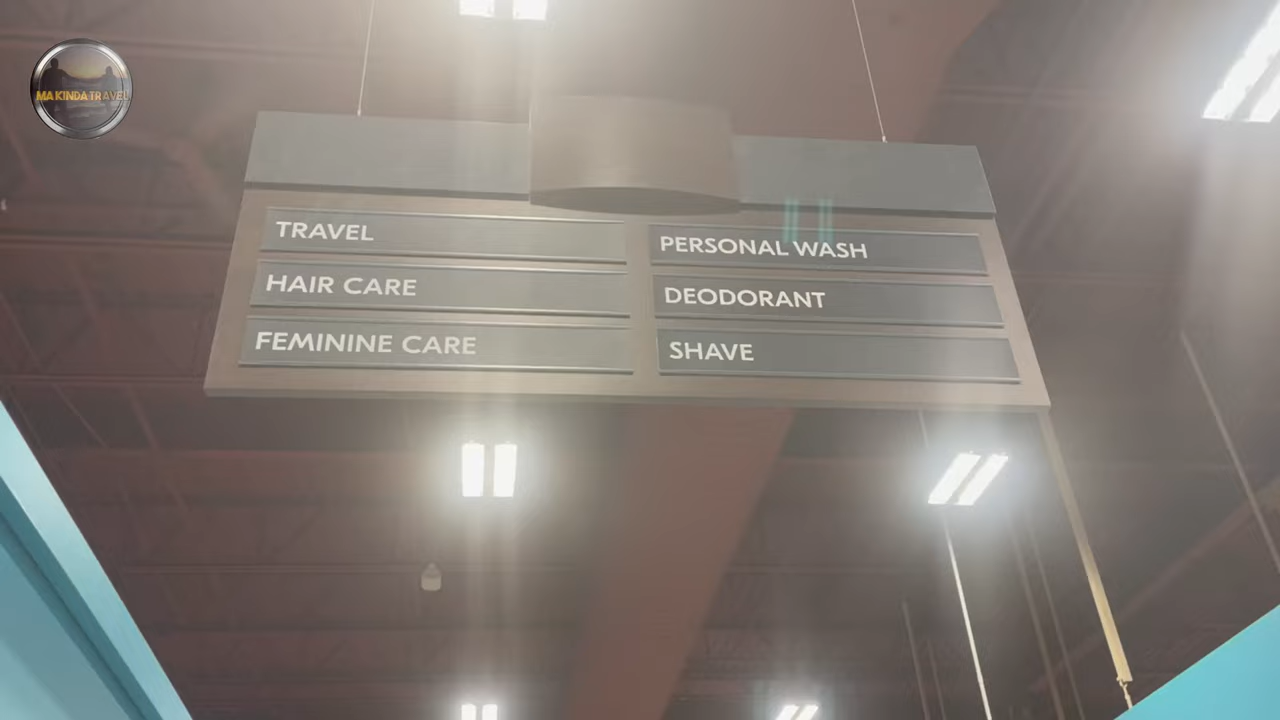 MA KINDA TRAVEL
TRAVEL
HAIR CARE
FEMININE CARE
PERSONAL WASH
DEODORANT
SHAVE